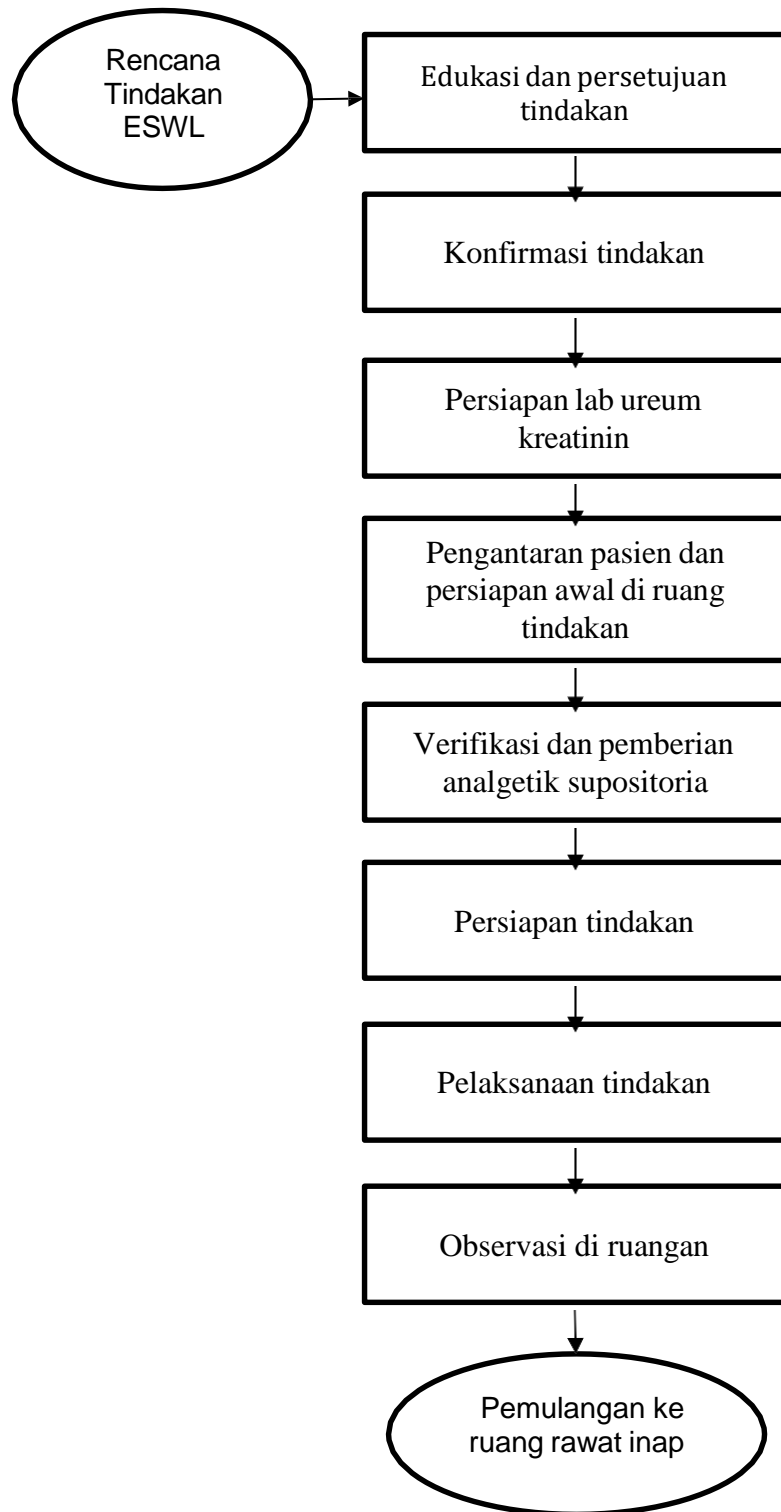 Rencana
Tindakan
ESWL
Edukasi dan persetujuan
tindakan
Konfirmasi tindakan
Persiapan lab ureum
kreatinin
Pengantaran pasien dan
persiapan awal di ruang
tindakan
Verifikasi dan pemberian
analgetik supositoria
Persiapan tindakan
Pelaksanaan tindakan
Observasi di ruangan
Pemulangan ke
ruang rawat inap